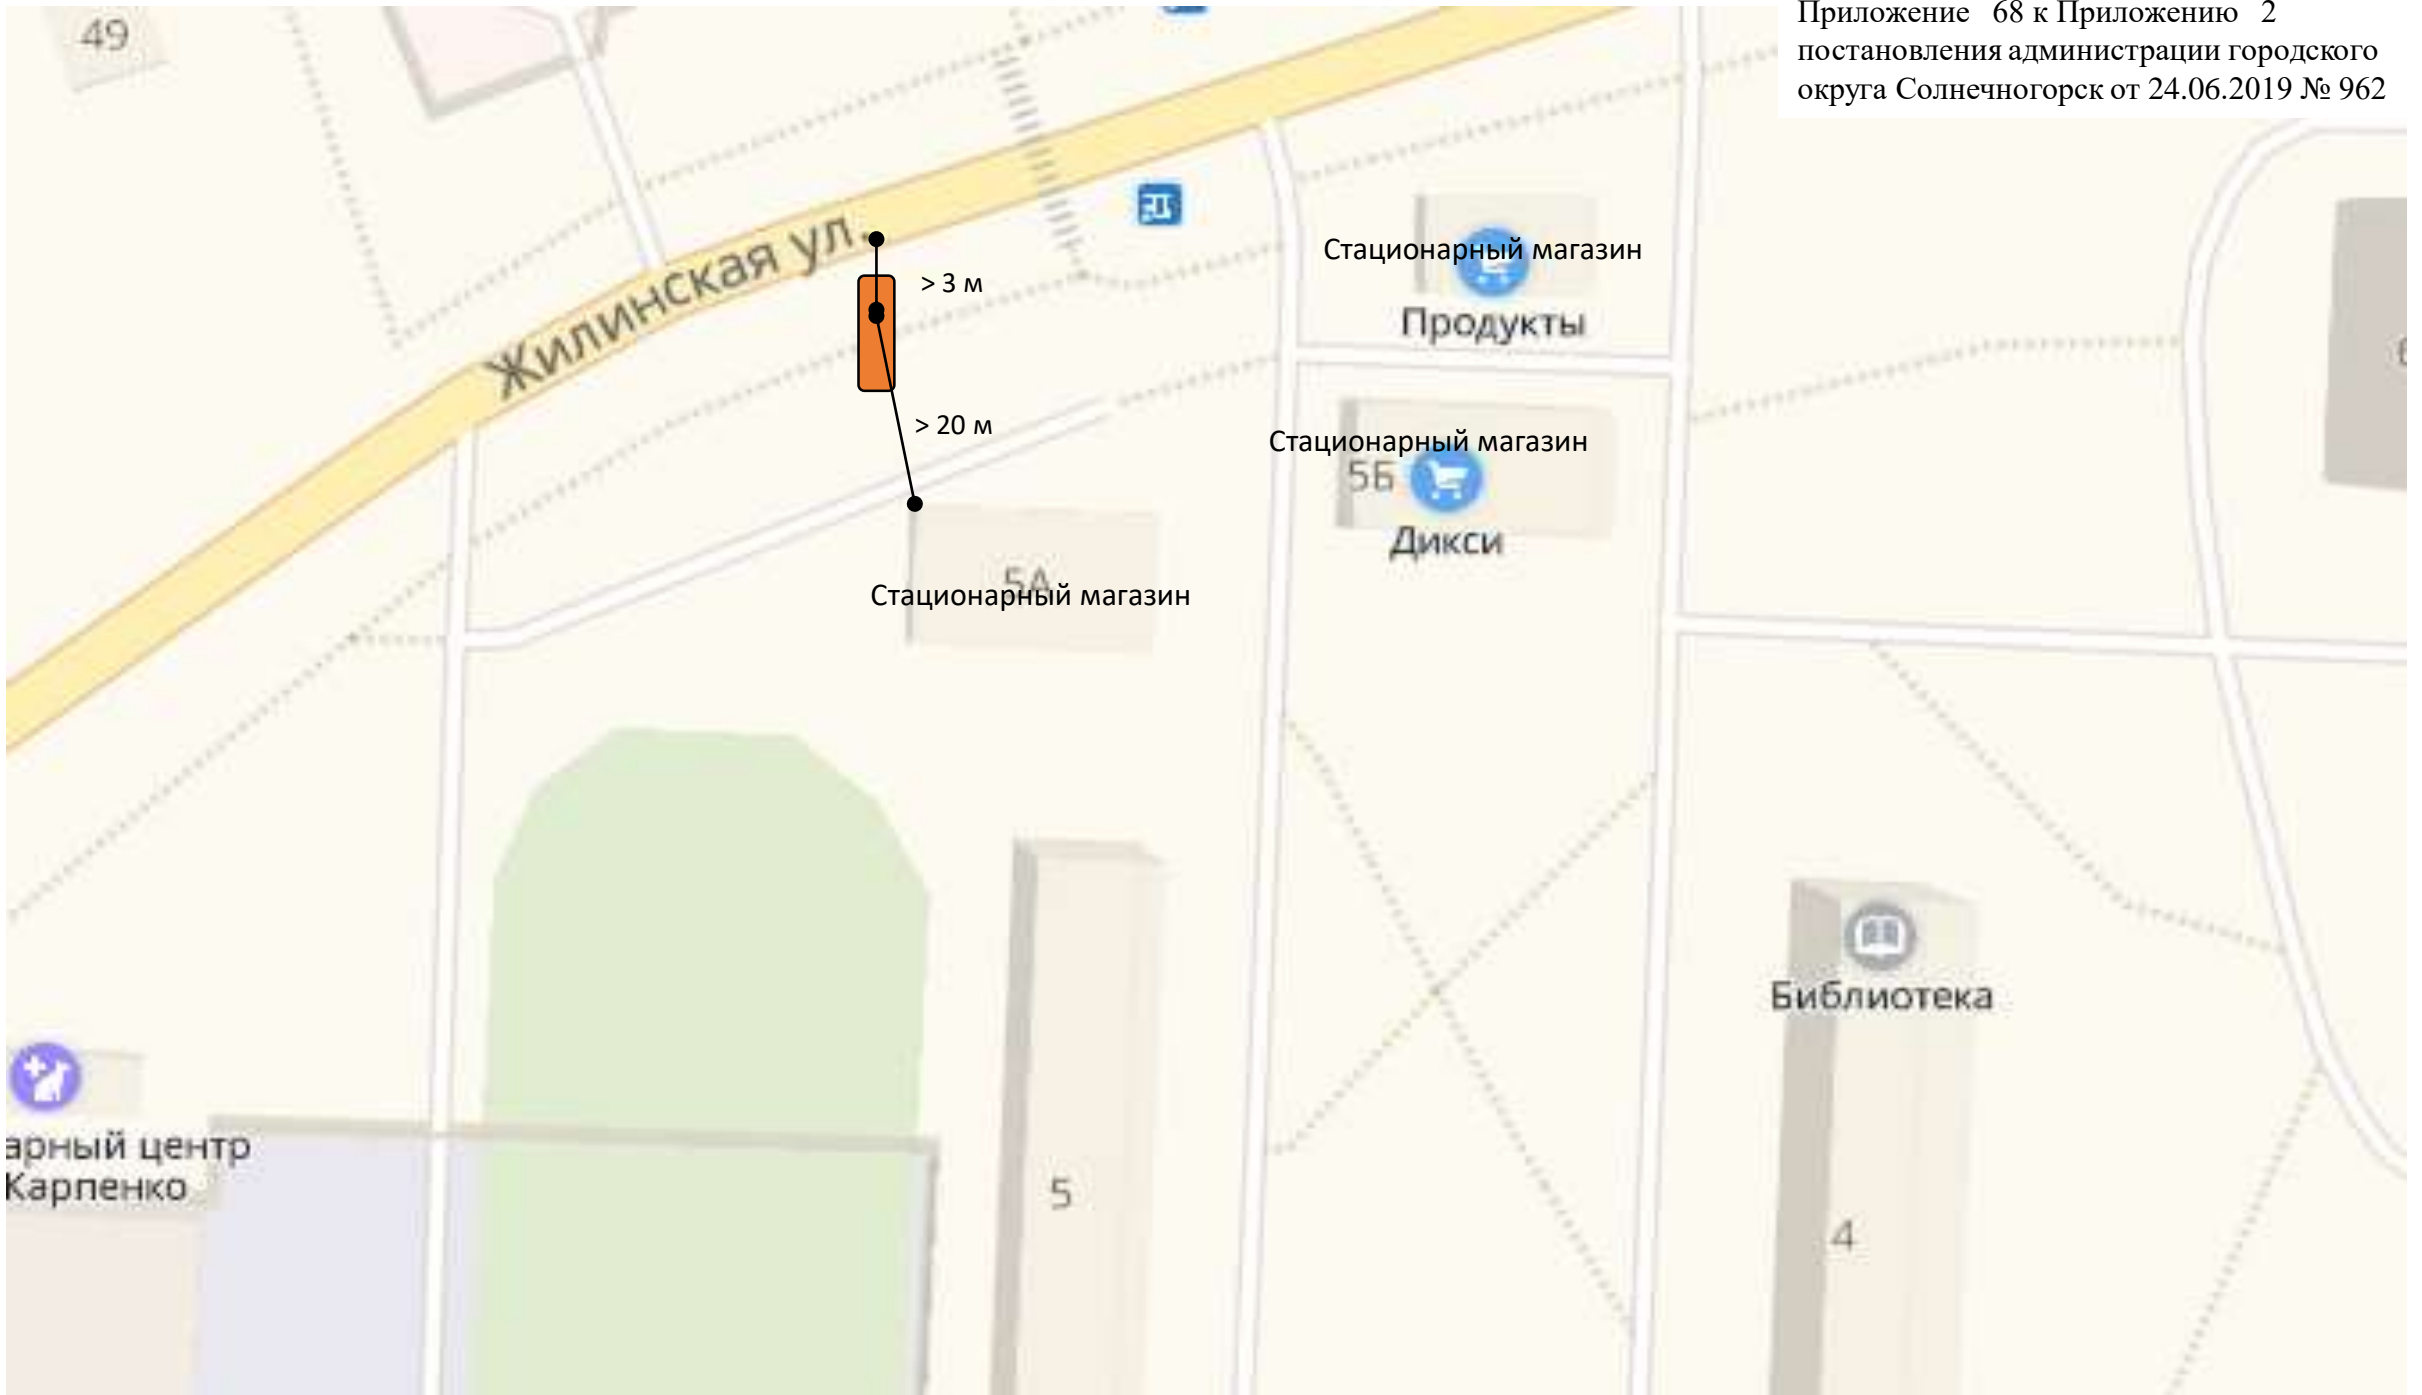 Приложение 68 к Приложению 2
постановления администрации городского
округа Солнечногорск от 24.06.2019 № 962
49
Жилинская ул.
> 3 м
Стационарный магазин
Продукты
> 20 м
Стационарный магазин
5Б
Дикси
5А
Стационарный магазин
Библиотека
арный центр
Карпенко
5
4